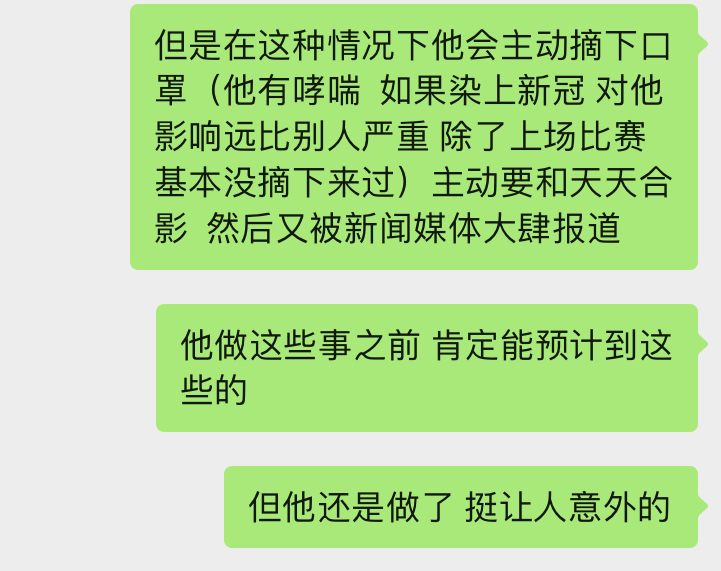 但是在这种情况下他会主动摘下口
罩（他有哮喘 如果染上新冠 对他
影响远比别人严重 除了上场比赛
基本没摘下来过）主动要和天天合
影 然后又被新闻媒体大肆报道
他做这些事之前 肯定能预计到这
些的
但他还是做了 挺让人意外的